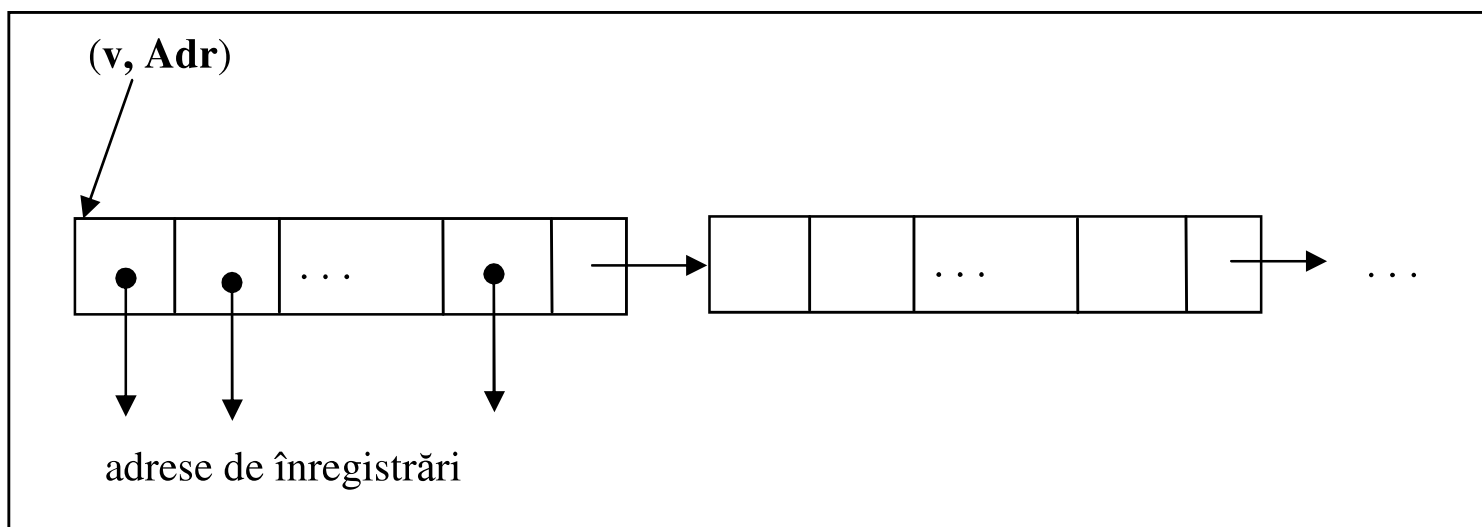 (v, Adr)
. . . . . . . . .
adrese de înregistrări